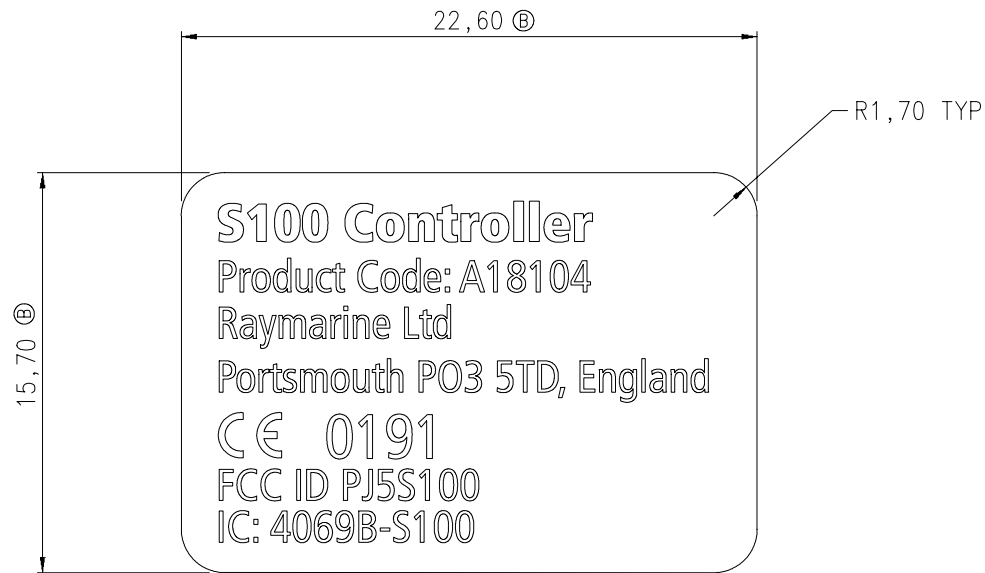 22,60 Ⓑ
R1,70 TYP
15,70 Ⓑ
S100 Controller
Product Code: A18104
Raymarine Ltd
Portsmouth PO3 5TD, England
CE 0191
FCC ID PJ5S100
IC: 4069B-S100